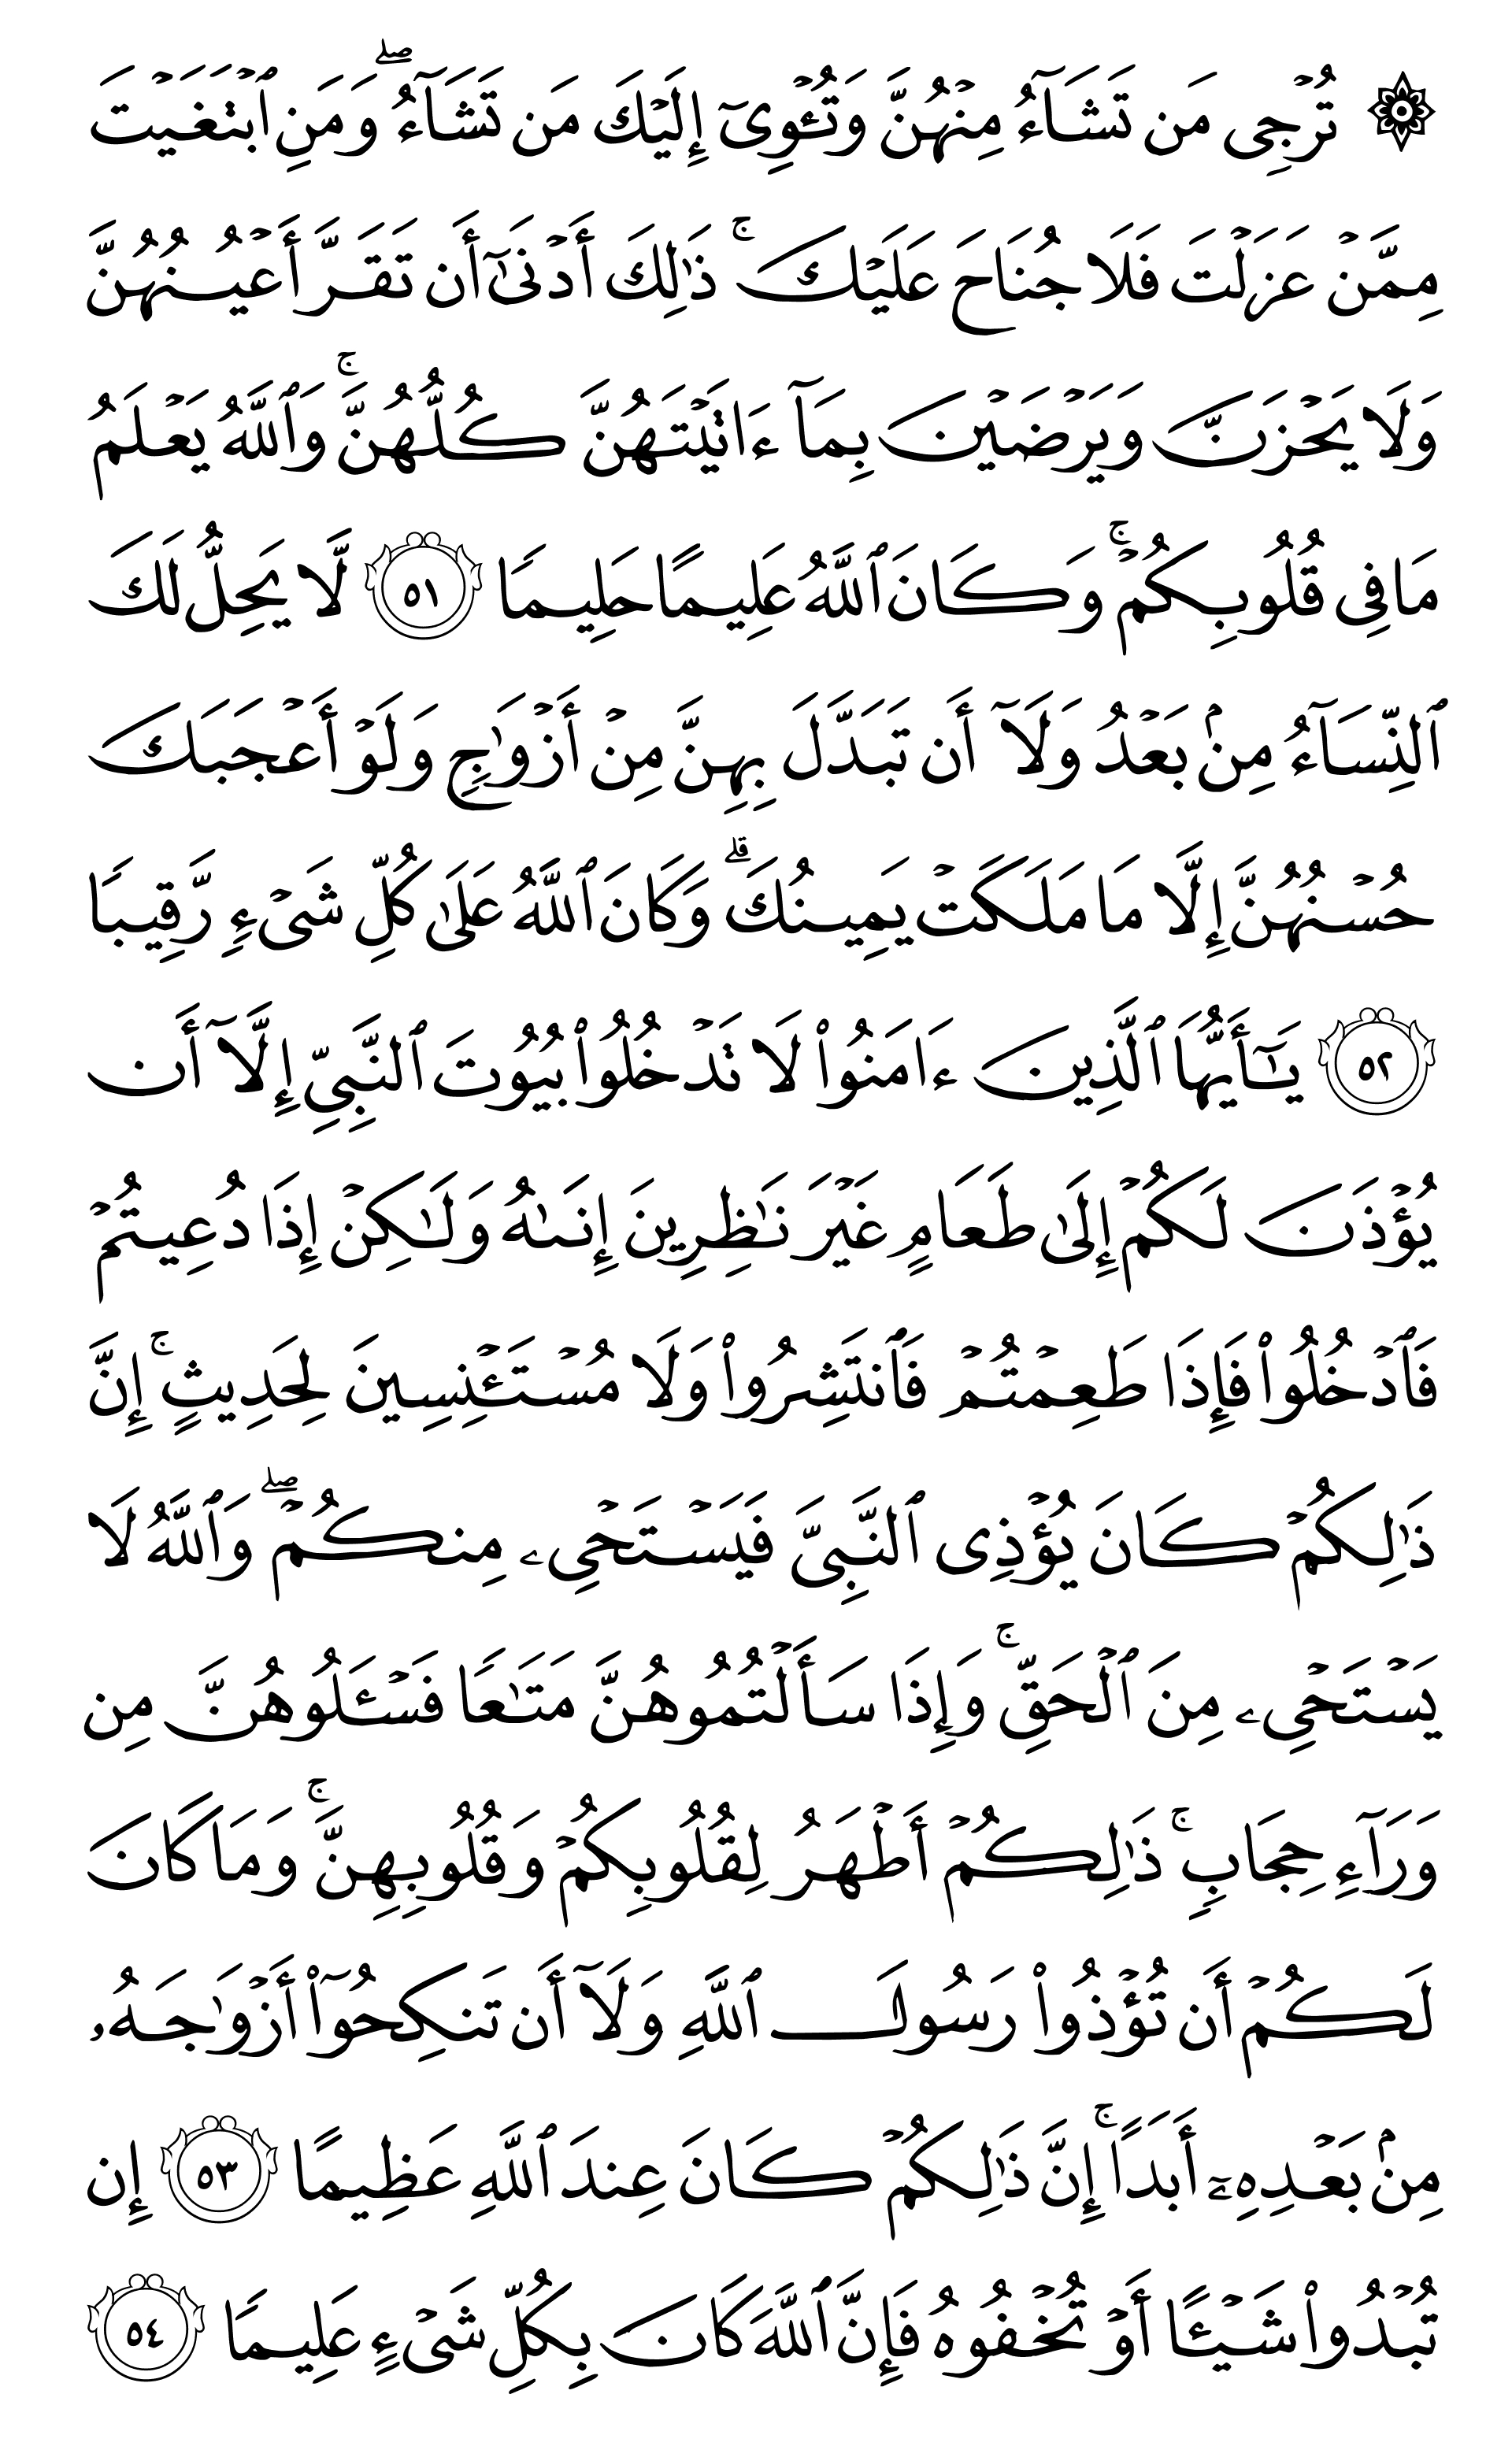 ۞ تُرْجِى مَن تَشَآءُ مِنْهُنَّ وَتُـْٔوِىٓ إِلَيْكَ مَن تَشَآءُ ۖ وَمَنِ ٱبْتَغَيْتَ
مِمَّنْ عَزَلْتَ فَلَا جُنَاحَ عَلَيْكَ ۚ ذَٰلِكَ أَدْنَىٰٓ أَن تَقَرَّ أَعْيُنُهُنَّ
وَلَا يَحْزَنَّ وَيَرْضَيْنَ بِمَآ ءَاتَيْتَهُنَّ كُلُّهُنَّ ۚ وَٱللَّهُ يَعْلَمُ
مَا فِى قُلُوبِكُمْ ۚ وَكَانَ ٱللَّهُ عَلِيمًا حَلِيمًا ٥١ لَّا يَحِلُّ لَكَ
ٱلنِّسَآءُ مِنۢ بَعْدُ وَلَآ أَن تَبَدَّلَ بِهِنَّ مِنْ أَزْوَٰجٍ وَلَوْ أَعْجَبَكَ
حُسْنُهُنَّ إِلَّا مَا مَلَكَتْ يَمِينُكَ ۗ وَكَانَ ٱللَّهُ عَلَىٰ كُلِّ شَىْءٍ رَّقِيبًا
٥٢ يَـٰٓأَيُّهَا ٱلَّذِينَ ءَامَنُوا۟ لَا تَدْخُلُوا۟ بُيُوتَ ٱلنَّبِىِّ إِلَّآ أَن
يُؤْذَنَ لَكُمْ إِلَىٰ طَعَامٍ غَيْرَ نَـٰظِرِينَ إِنَىٰهُ وَلَـٰكِنْ إِذَا دُعِيتُمْ
فَٱدْخُلُوا۟ فَإِذَا طَعِمْتُمْ فَٱنتَشِرُوا۟ وَلَا مُسْتَـْٔنِسِينَ لِحَدِيثٍ ۚ إِنَّ
ذَٰلِكُمْ كَانَ يُؤْذِى ٱلنَّبِىَّ فَيَسْتَحْىِۦ مِنكُمْ ۖ وَٱللَّهُ لَا
يَسْتَحْىِۦ مِنَ ٱلْحَقِّ ۚ وَإِذَا سَأَلْتُمُوهُنَّ مَتَـٰعًا فَسْـَٔلُوهُنَّ مِن
وَرَآءِ حِجَابٍ ۚ ذَٰلِكُمْ أَطْهَرُ لِقُلُوبِكُمْ وَقُلُوبِهِنَّ ۚ وَمَا كَانَ
لَكُمْ أَن تُؤْذُوا۟ رَسُولَ ٱللَّهِ وَلَآ أَن تَنكِحُوٓا۟ أَزْوَٰجَهُۥ
مِنۢ بَعْدِهِۦٓ أَبَدًا ۚ إِنَّ ذَٰلِكُمْ كَانَ عِندَ ٱللَّهِ عَظِيمًا ٥٣ إِن
تُبْدُوا۟ شَيْـًٔا أَوْ تُخْفُوهُ فَإِنَّ ٱللَّهَ كَانَ بِكُلِّ شَىْءٍ عَلِيمًا ٥٤